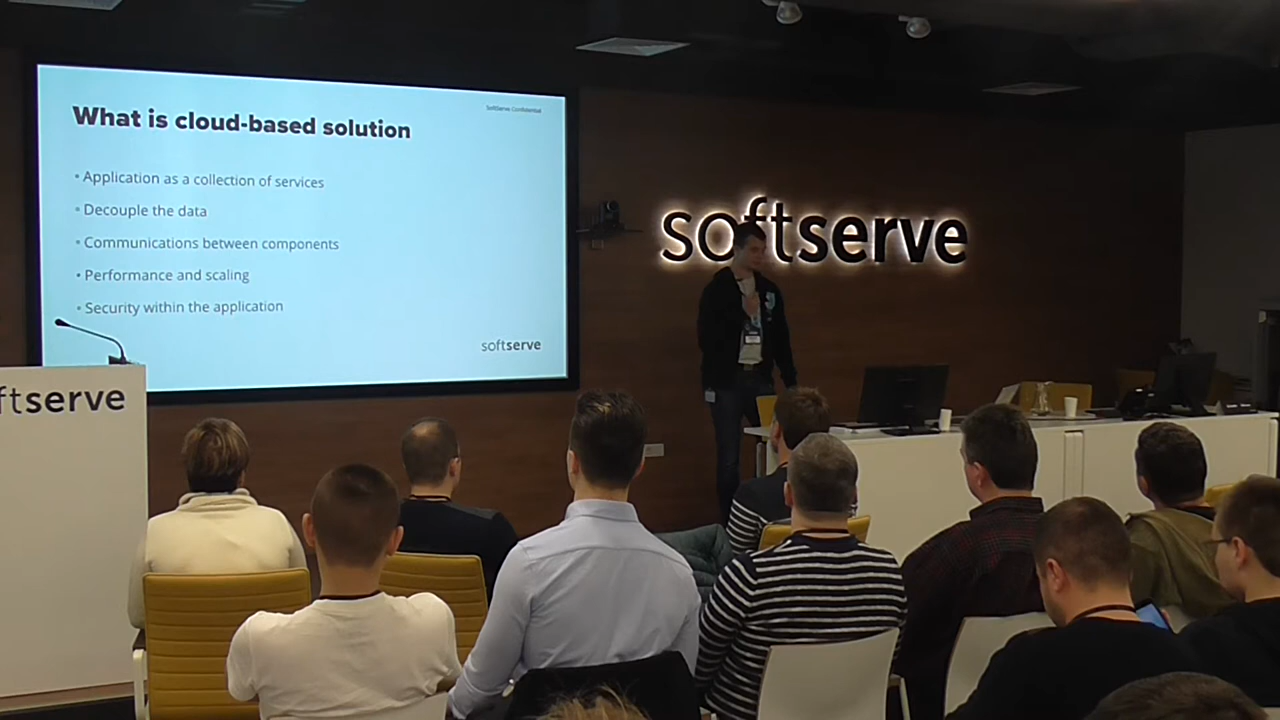 SoftServe Confidential
What is cloud-based solution
• Application as a collection of services
• Decouple the data
• Communications between components
• Performance and scaling
• Security within the application
softserve
softserve
ftserve